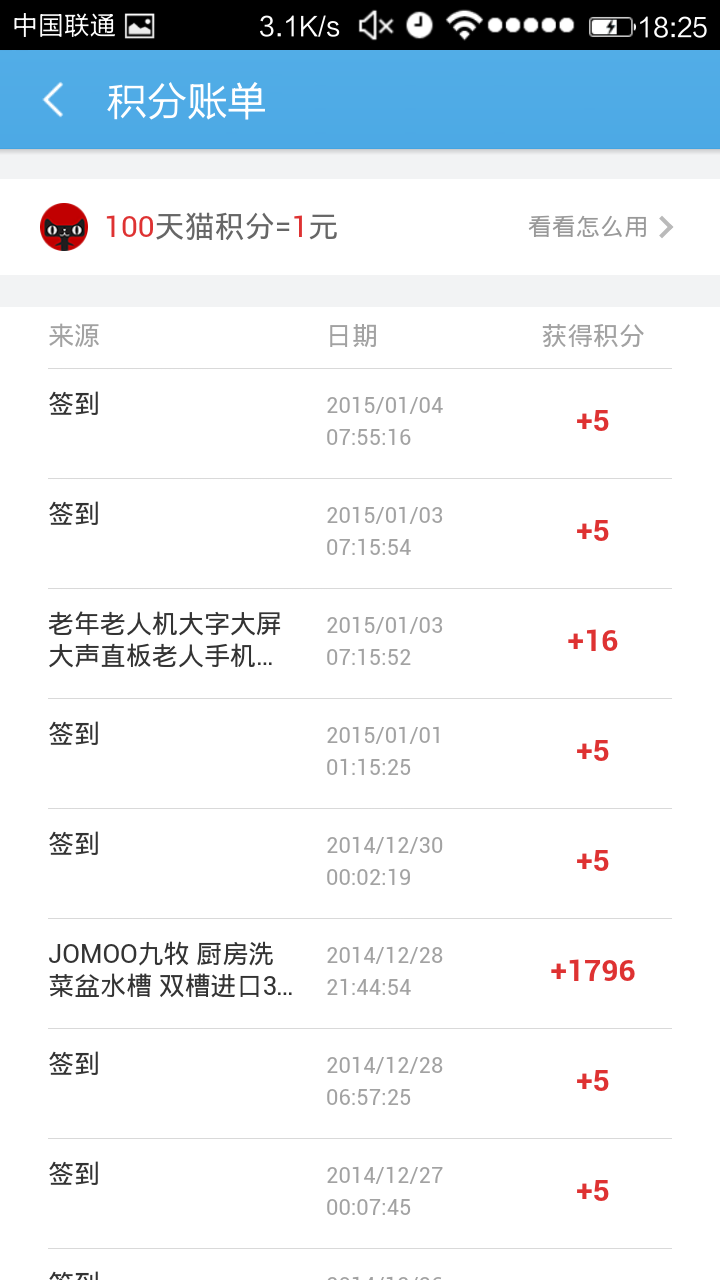 中国联通 3.1K/s 18:25
积分账单
100天猫积分=1元 看看怎么用
来源 日期 获得积分
签到 2015/01/04 07:55:16 +5
签到 2015/01/03 07:15:54 +5
老年老人机大字大屏
大声直板老人手机... 2015/01/03 07:15:52 +16
签到 2015/01/01 01:15:25 +5
签到 2014/12/30 00:02:19 +5
JOMOO九牧 厨房洗
菜盆水槽 双槽进口3... 2014/12/28 21:44:54 +1796
签到 2014/12/28 06:57:25 +5
签到 2014/12/27 00:07:45 +5